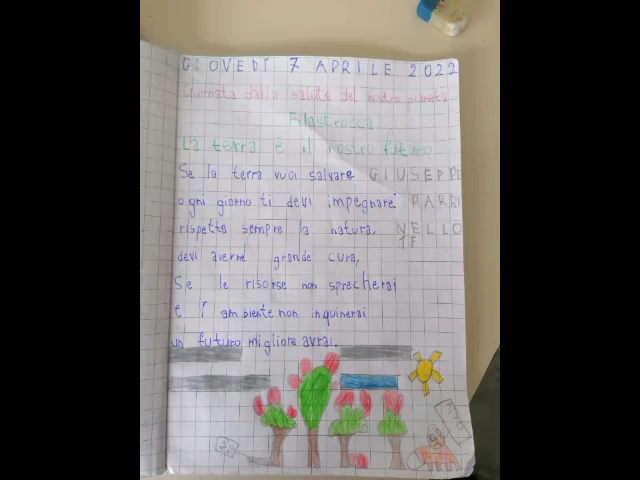 GIOVEDÌ 7 APRILE 2022
Giornata della salute del nostro pianeta
Filastrocca
La terra è il nostro futuro
Se la terra vuoi salvare GIUSEPPE
ogni giorno ti devi impegnare: PARRI
rispetta sempre la natura, NELLO
devi averne grande cura, 1F
Se le risorse non sprecherai
e l'ambiente non inquinerai
un futuro migliore avrai.